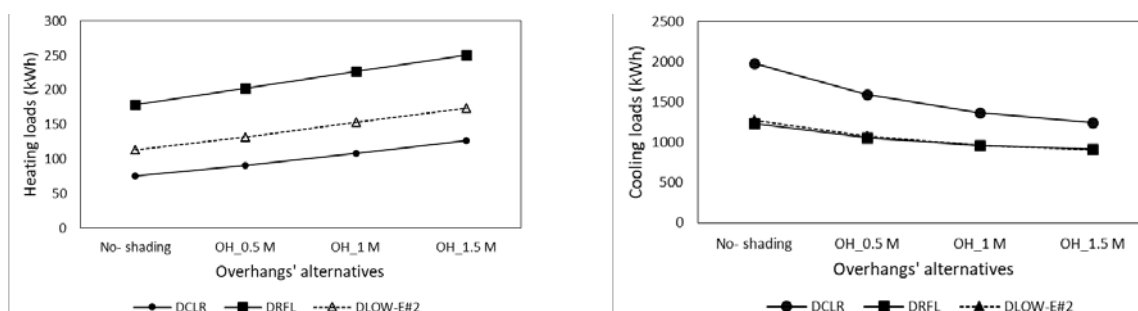 Heating loads (kWh)
300
250
200
150
100
50
0
No- shading OH_0.5 M OH_1 M OH_1.5 M
Overhangs' alternatives
DCLR DRFL DLOW-E#2
Cooling loads (kWh)
2500
2000
1500
1000
500
0
No- shading OH_0.5 M OH_1 M OH_1.5 M
Overhangs' alternatives
DCLR DRFL DLOW-E#2